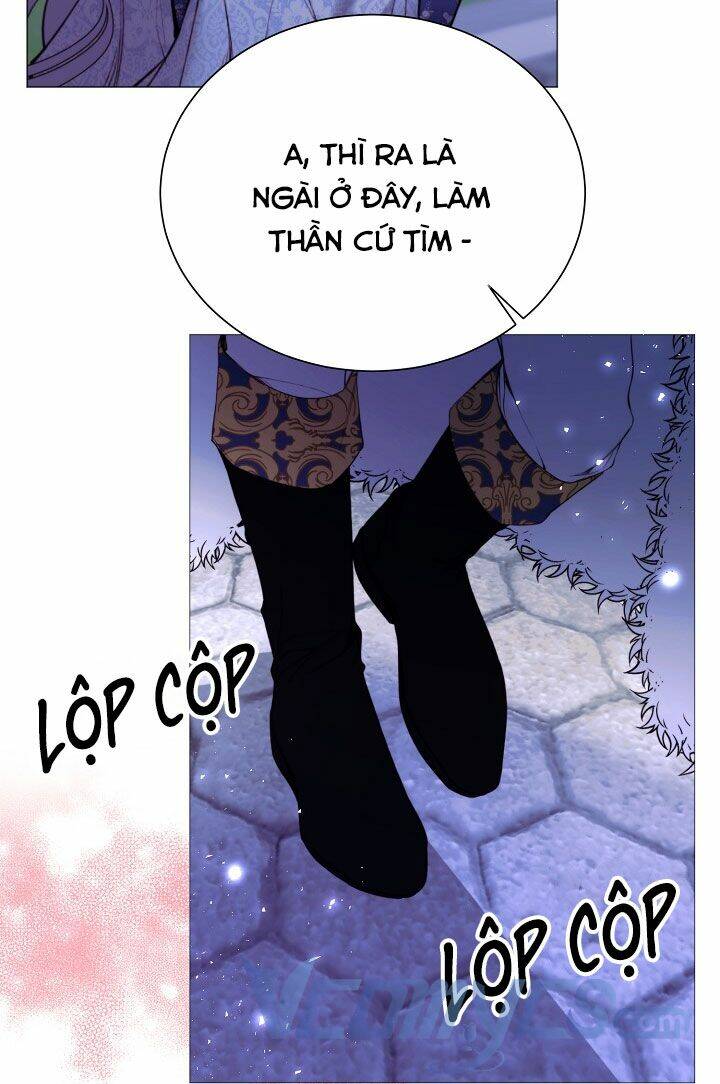 A, THÌ RA LÀ
NGÀI Ở ĐÂY, LÀM
THẦN CỨ TÌM -
LỘP CỘP
LỘP CỘP